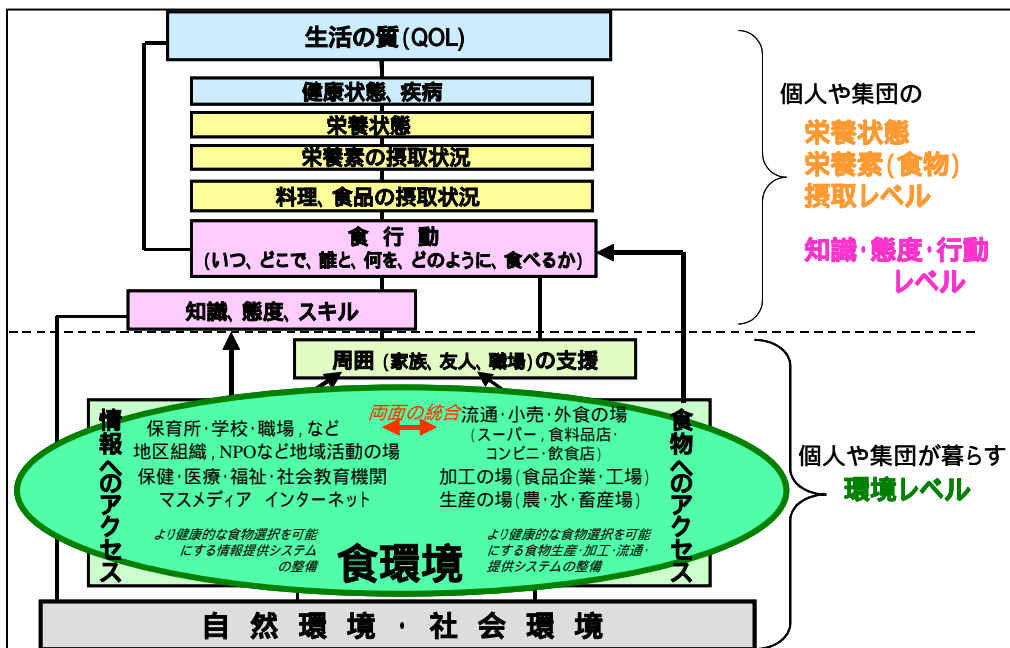 生活の質(QOL)
健康状態、疾病
栄養状態
栄養素の摂取状況
料理、食品の摂取状況
食 行 動
(いつ、どこで、誰と、何を、どのように、食べるか)
知識、態度、スキル
周囲 (家族、友人、職場)の支援
個人や集団の
栄養状態
栄養素(食物)
摂取レベル
知識・態度・行動
レベル
情報へのアクセス
両面の統合
保育所・学校・職場, など
地区組織, NPOなど地域活動の場
保健・医療・福祉・社会教育機関
マスメディア インターネット
より健康的な食物選択を可能
にする情報提供システム
の整備
流通・小売・外食の場
(スーパー, 食料品店・
コンビニ・飲食店)
加工の場(食品企業・工場)
生産の場(農・水・畜産場)
より健康的な食物選択を可能
にする食物生産・加工・流通・
提供システムの整備
食物へのアクセス
食環境
個人や集団が暮らす
環境レベル
自 然 環 境 ・ 社 会 環 境